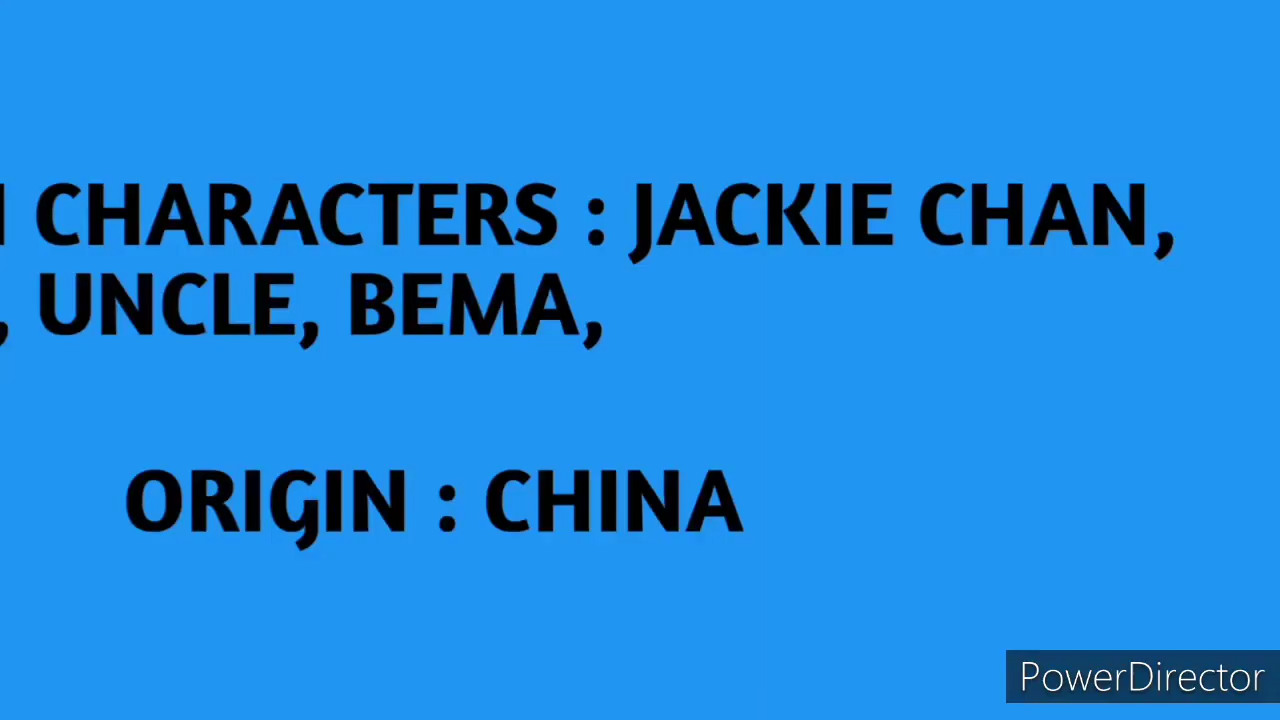 CHARACTERS : JACKIE CHAN,
, UNCLE, BEMA,
ORIGIN : CHINA
PowerDirector